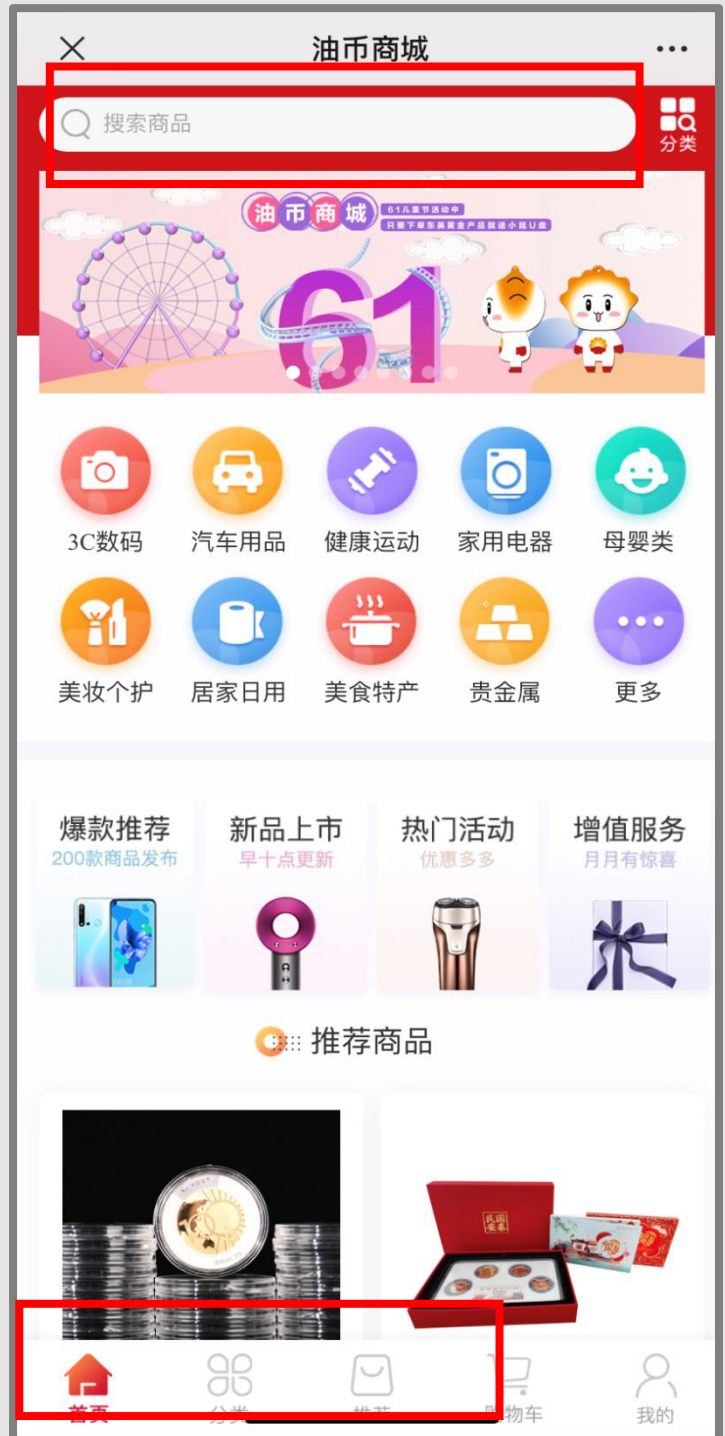 油币商城
搜索商品
分类
油币商城
61儿童节活动中
只要下单东昊黄金产品就送小昆U盘
61
3C数码 汽车用品 健康运动 家用电器 母婴类
美妆个护 居家日用 美食特产 贵金属 更多
爆款推荐 新品上市 热门活动 增值服务
200款商品发布 早十点更新 优惠多多 月月有惊喜
推荐商品
国泰民安
首页 分类 推荐 购物车 我的